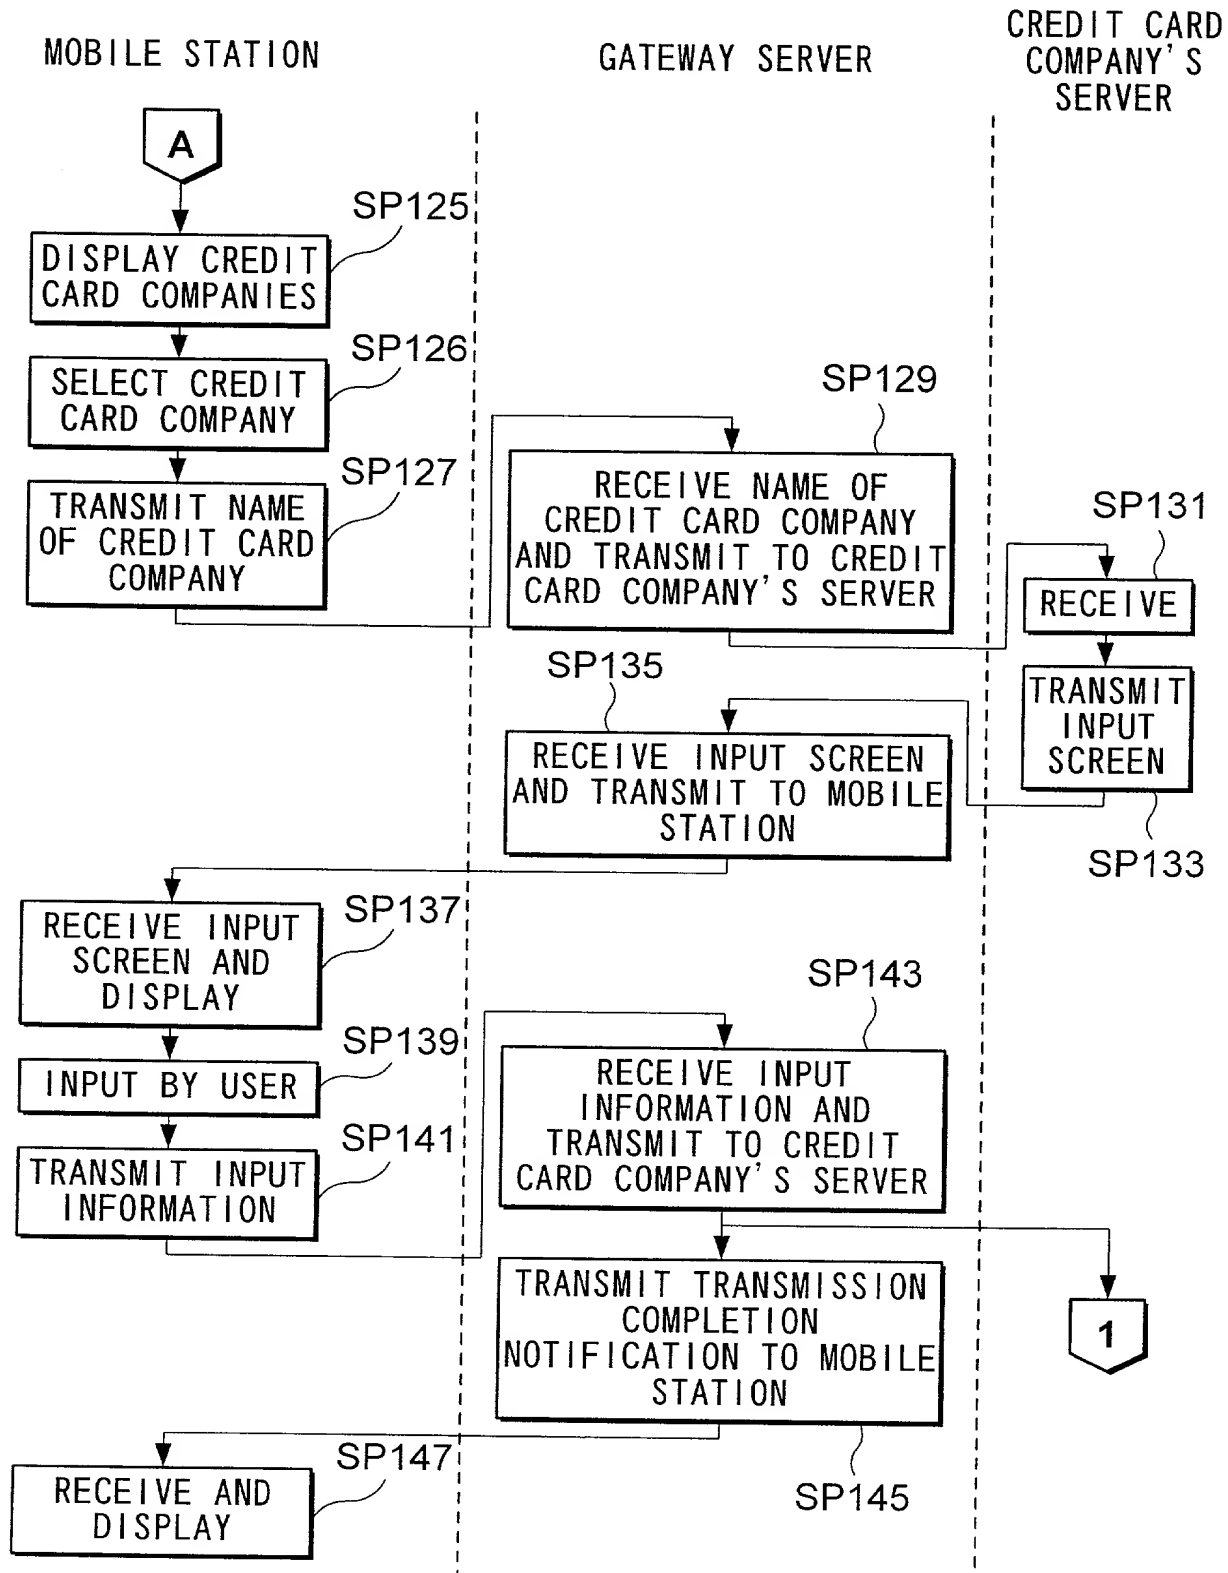 MOBILE STATION
GATEWAY SERVER
CREDIT CARD
COMPANY'S
SERVER
A
SP125
DISPLAY CREDIT
CARD COMPANIES
SP126
SELECT CREDIT
CARD COMPANY
SP127
TRANSMIT NAME
OF CREDIT CARD
COMPANY
SP129
RECEIVE NAME OF
CREDIT CARD COMPANY
AND TRANSMIT TO CREDIT
CARD COMPANY'S SERVER
SP131
RECEIVE
TRANSMIT
INPUT
SCREEN
SP133
SP135
RECEIVE INPUT SCREEN
AND TRANSMIT TO MOBILE
STATION
SP137
RECEIVE INPUT
SCREEN AND
DISPLAY
SP139
INPUT BY USER
SP141
TRANSMIT INPUT
INFORMATION
SP143
RECEIVE INPUT
INFORMATION AND
TRANSMIT TO CREDIT
CARD COMPANY'S SERVER
1
TRANSMIT TRANSMISSION
COMPLETION
NOTIFICATION TO MOBILE
STATION
SP145
SP147
RECEIVE AND
DISPLAY